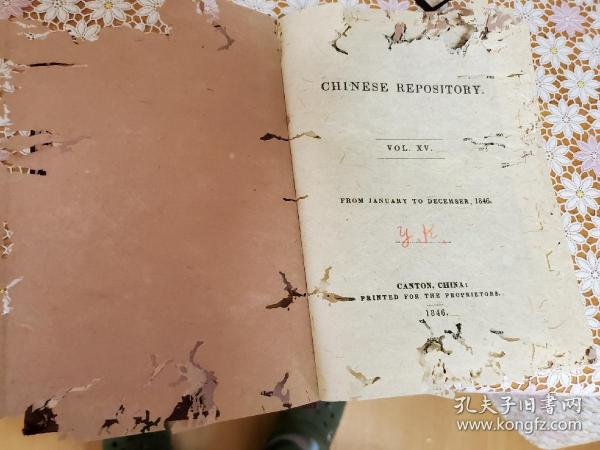 CHINESE REPOSITORY.
VOL. XV.
FROM JANUARY TO DECEMBER, 1846.
Y. K.
CANTON, CHINA:
PRINTED FOR THE PROPRIETORS.
1846.
孔夫子旧书网
www.kongfz.com